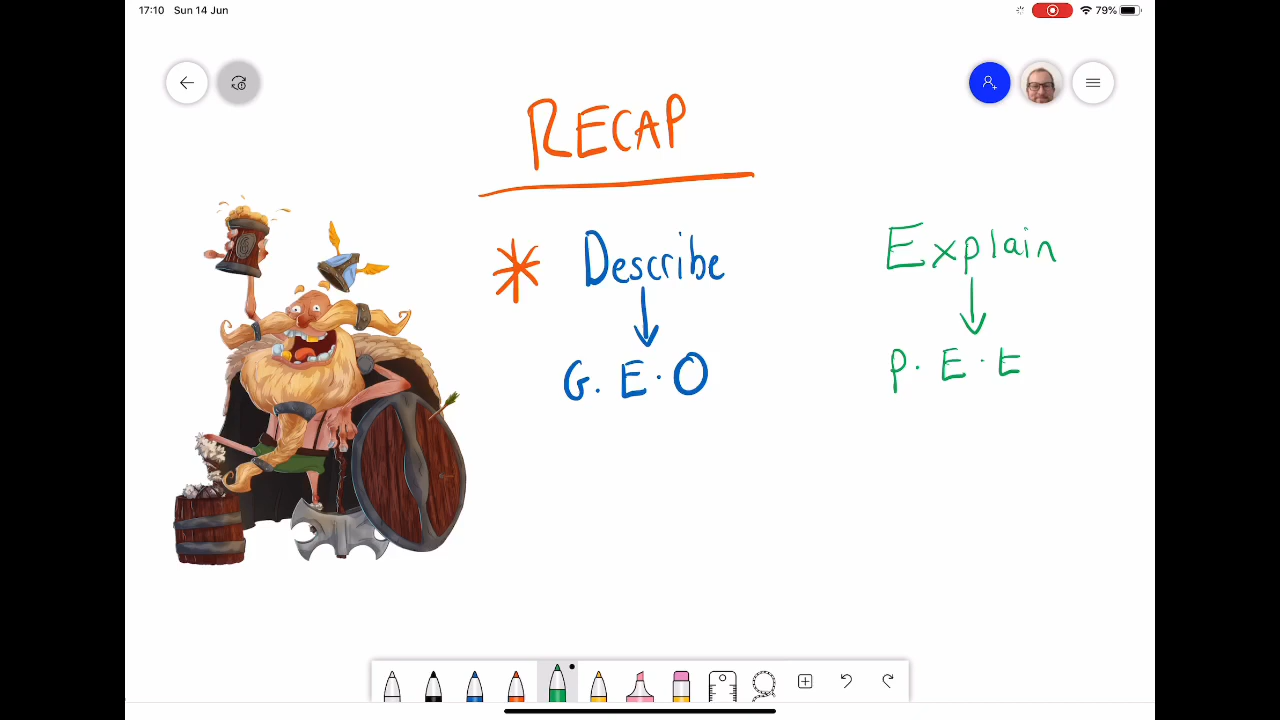 17:10 Sun 14 Jun 79%
RECAP
* Describe
Explain
G. E. O
P. E. E